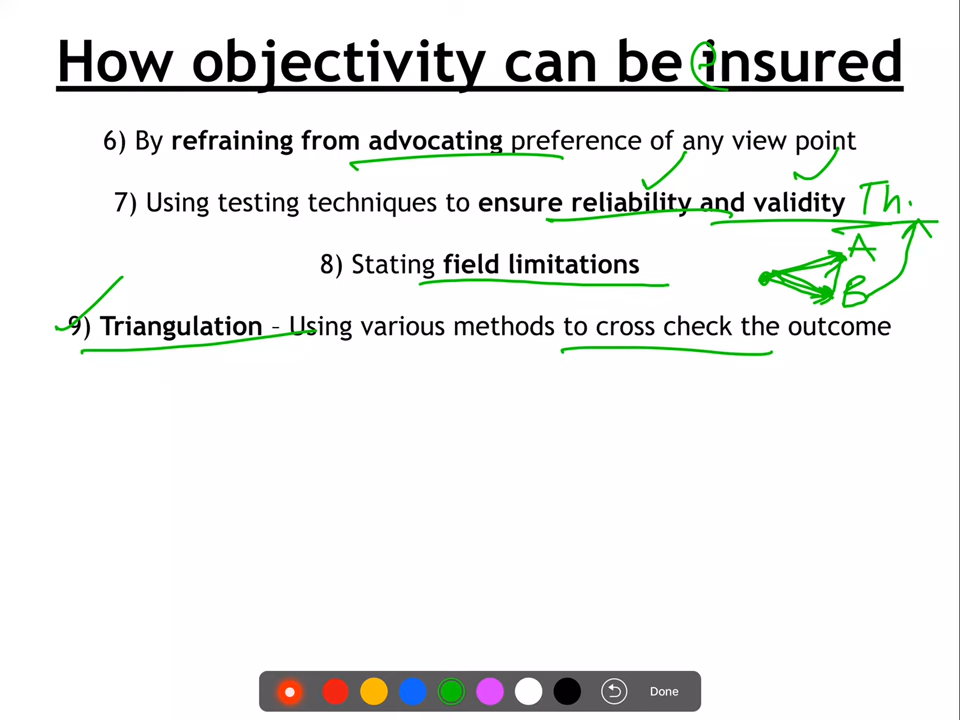 How objectivity can be insured
e
6) By refraining from advocating preference of any view point
7) Using testing techniques to ensure reliability and validity Th.
A
8) Stating field limitations
B
9) Triangulation – Using various methods to cross check the outcome
Done